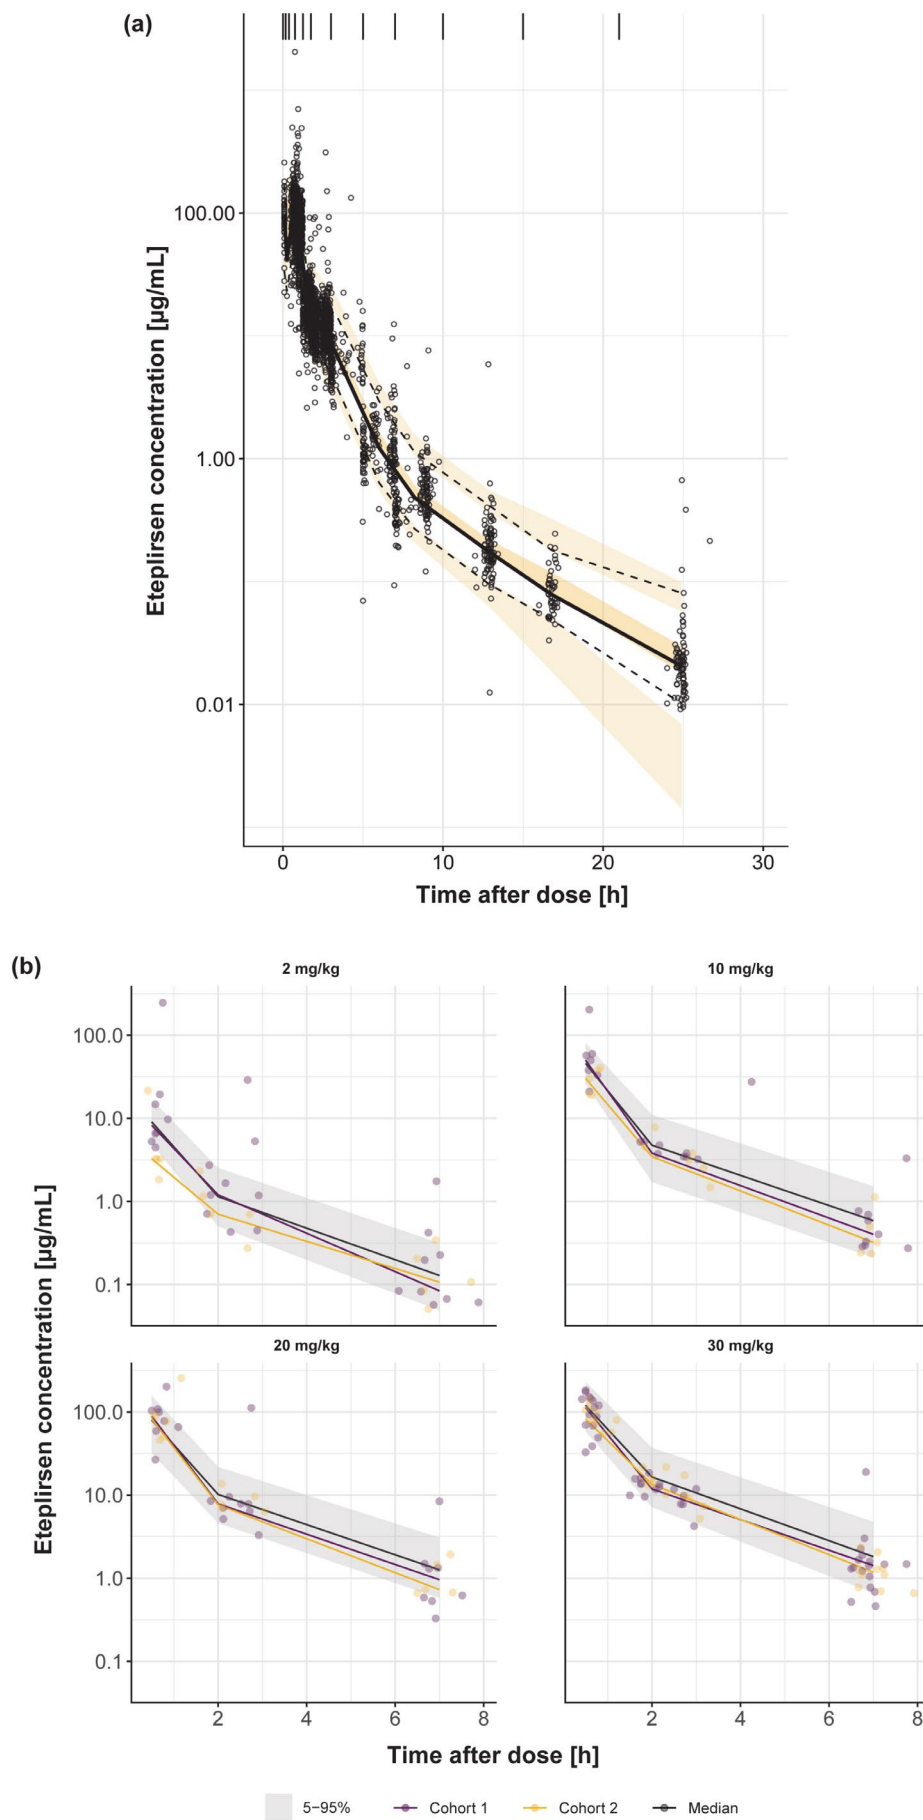 (a)
Eteplirsen concentration [µg/mL]
100.00
1.00
0.01
0 10 20 30
Time after dose [h]
(b)
2 mg/kg 10 mg/kg
Eteplirsen concentration [µg/mL]
100.0
10.0
1.0
0.1
20 mg/kg 30 mg/kg
100.0
10.0
1.0
0.1
2 4 6 8 2 4 6 8
Time after dose [h]
5–95% Cohort 1 Cohort 2 Median